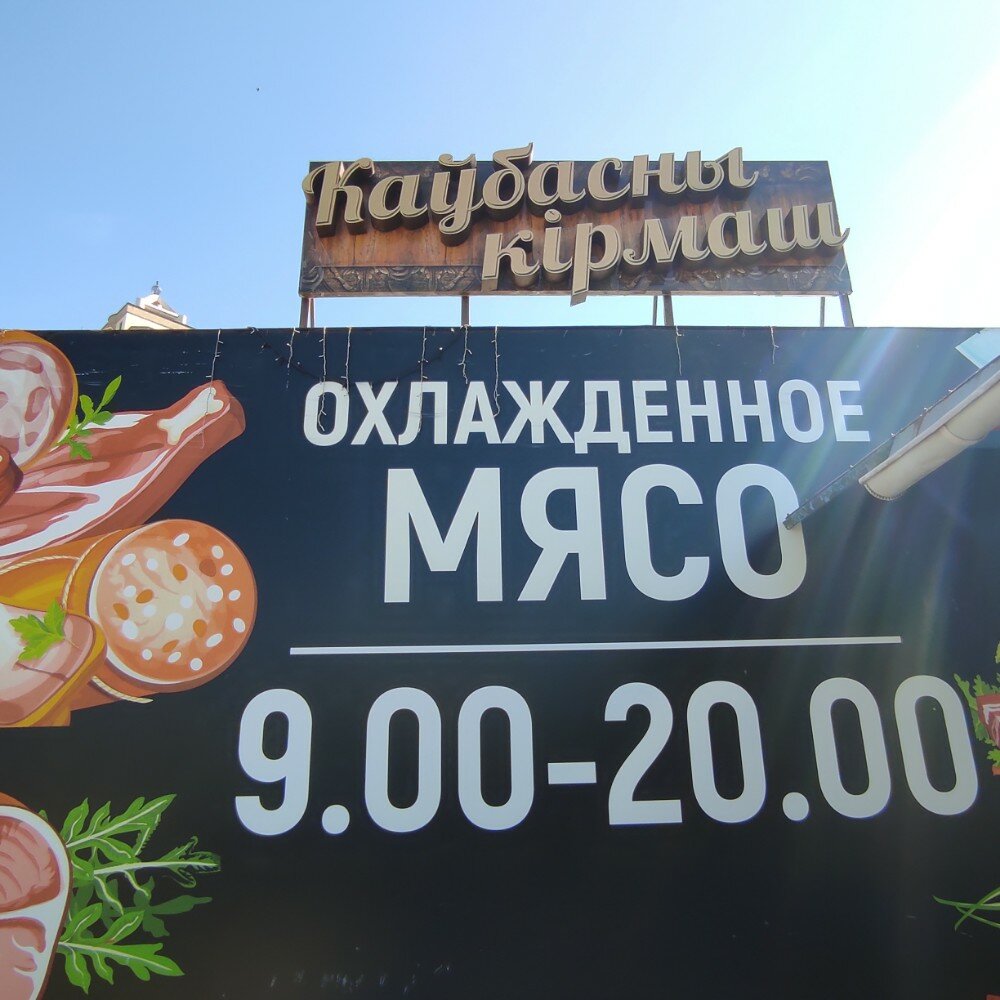 Каўбасны
кірмаш
ОХЛАЖДЕННОЕ
МЯСО
9.00-20.00